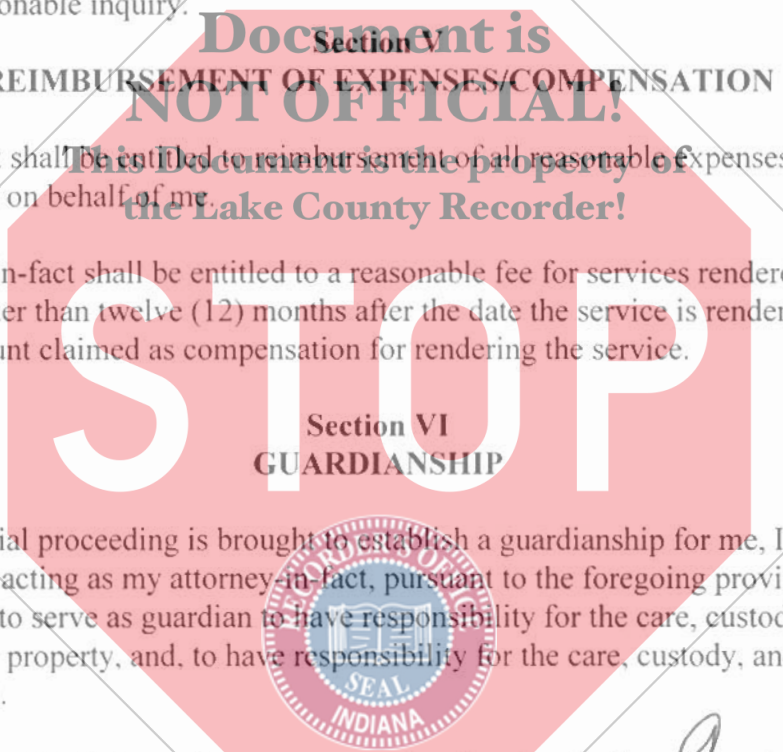 onable inquiry.
Document is
Section V
NOT OFFICIAL!
REIMBURSEMENT OF EXPENSES/COMPENSATION
This Document is the property of
shall be entitled to reimbursement of all reasonable expenses
the Lake County Recorder!
on behalf of me.
n-fact shall be entitled to a reasonable fee for services rendere
er than twelve (12) months after the date the service is render
unt claimed as compensation for rendering the service.
STOP
Section VI
GUARDIANSHIP
ial proceeding is brought to establish a guardianship for me, I
acting as my attorney-in-fact, pursuant to the foregoing provi
to serve as guardian to have responsibility for the care, custod
property, and, to have responsibility for the care, custody, an
RECORDER'S OFFICE
SEAL
INDIANA